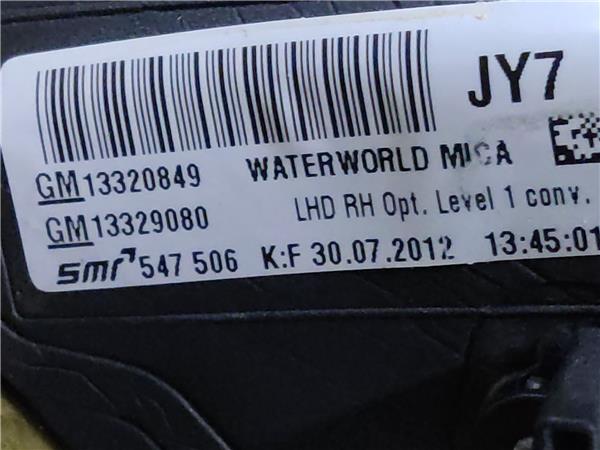 JY7
GM13320849 WATERWORLD MICA
GM13329080 LHD RH Opt. Level 1 conv.
smr 547 506 K:F 30.07.2012 13:45:01